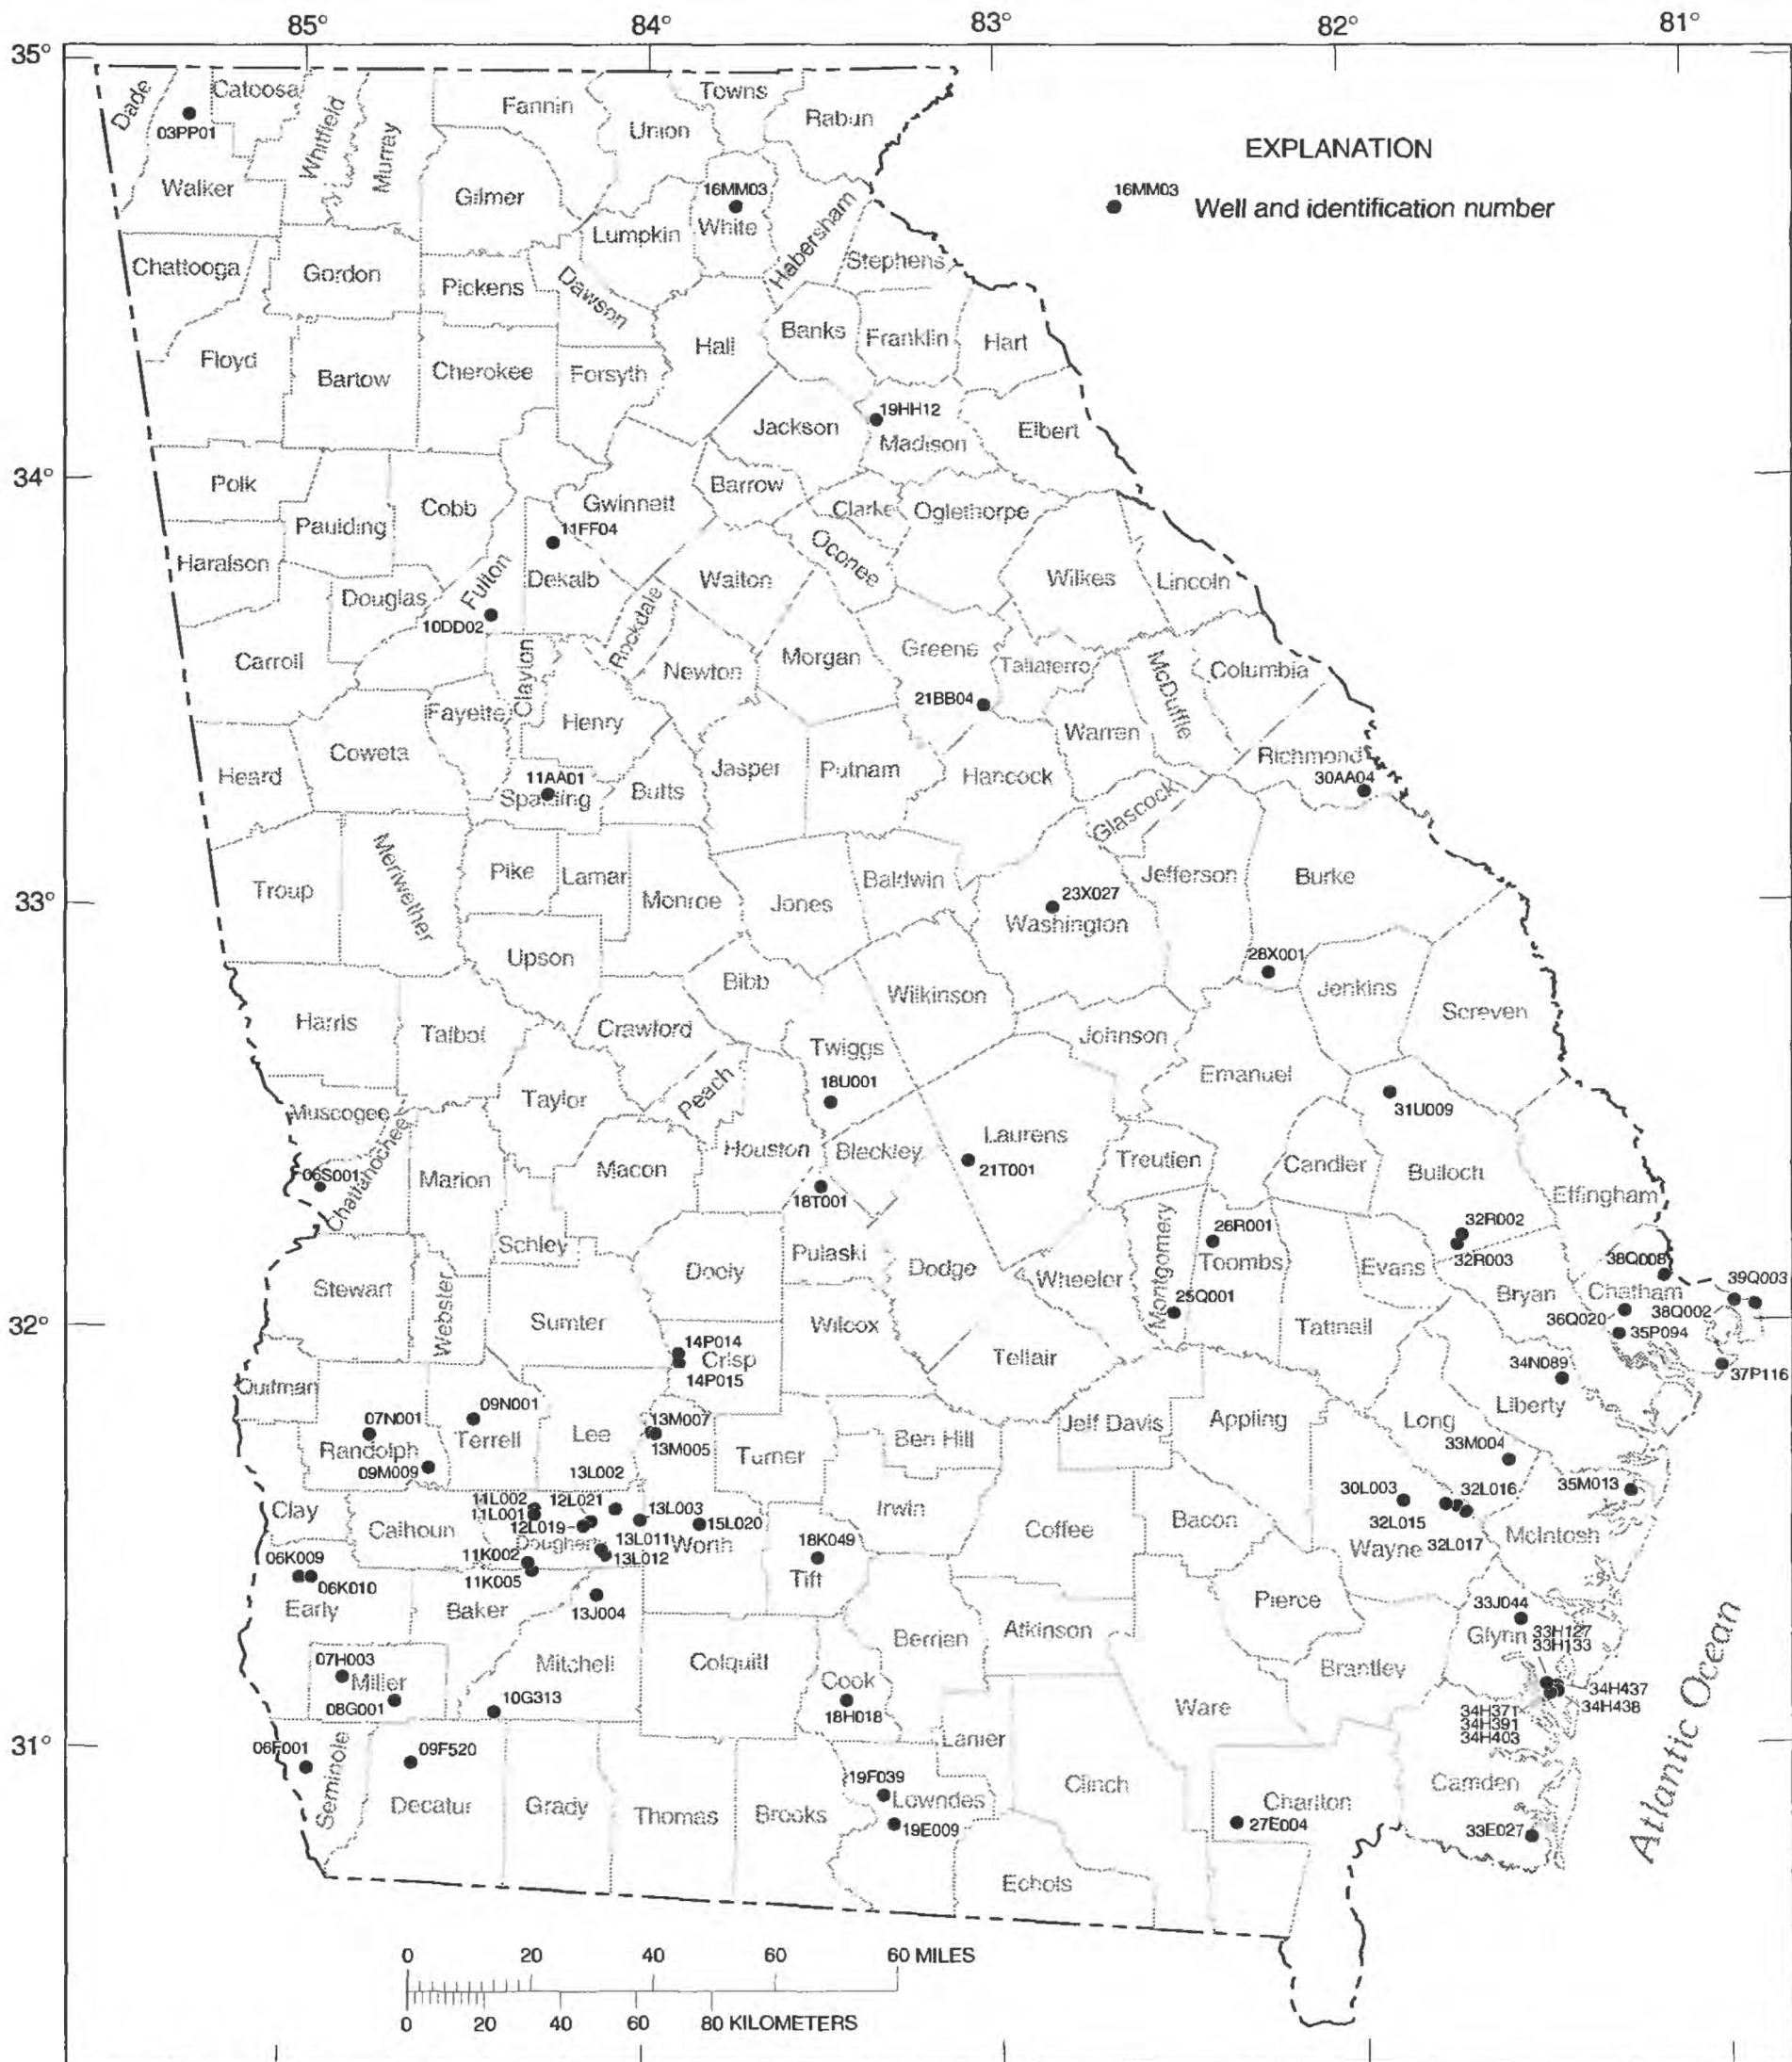 85° 84° 83° 82° 81°
35°
Dade
Catoosa
Whitfield
Murray
Fannin
Towns
Union
Rabun
03PP01
Walker
Gilmer
16MM03
White
Lumpkin
Habersham
EXPLANATION
16MM03
Well and identification number
Chattooga
Gordon
Pickens
Dawson
Stephens
Floyd
Bartow
Cherokee
Forsyth
Hall
Banks
Franklin
Hart
Jackson
19HH12
Madison
Elbert
34°
Polk
Paulding
Cobb
Gwinnett
Barrow
Clarke
Oglethorpe
Haralson
11FF04
Fulton
Dekalb
Oconee
Walton
Wilkes
Lincoln
Douglas
10DD02
Rockdale
Carroll
Clayton
Newton
Morgan
Greene
Taliaferro
McDuffie
Columbia
21BB04
Fayette
Henry
Warren
Coweta
Heard
11AA01
Spalding
Butts
Jasper
Putnam
Hancock
Richmond
30AA04
Glascock
Troup
Meriwether
Pike
Lamar
Monroe
Jones
Baldwin
Jefferson
Burke
33°
23X027
Washington
Upson
28X001
Bibb
Wilkinson
Jenkins
Screven
Harris
Talbot
Crawford
Twiggs
Johnson
Emanuel
Peach
18U001
Taylor
31U009
Muscogee
Chattahoochee
06S001
Marion
Macon
Houston
Bleckley
Laurens
21T001
18T001
Treutlen
Candler
Bulloch
Effingham
Schley
Stewart
Webster
Dooly
Pulaski
Dodge
Wheeler
Montgomery
26R001
Toombs
25Q001
Evans
32R002
32R003
Bryan
38Q008
Chatham
39Q003
38Q002
36Q020
35P094
37P116
32°
Sumter
14P014
Crisp
14P015
Wilcox
Telfair
Tattnall
34N089
Liberty
Quitman
07N001
Randolph
09M009
09N001
Terrell
Lee
13M007
13M005
Turner
Ben Hill
Jeff Davis
Appling
Long
33M004
13L002
Clay
Calhoun
11L002
11L001
12L021
12L019
13L003
15L020
Dougherty
13L011
13L012
Worth
Irwin
Coffee
Bacon
30L003
32L016
32L015
Wayne
32L017
35M013
McIntosh
06K009
06K010
Early
11K002
11K005
Baker
13J004
18K049
Tift
Pierce
33J044
Glynn
33H127
33H133
Atkinson
Berrien
Mitchell
Colquitt
07H003
Miller
08G001
10G313
Cook
18H018
Brantley
Ware
34H437
34H438
34H371
34H391
34H403
31°
06F001
Seminole
09F520
Decatur
Grady
Thomas
Brooks
19F039
Lowndes
19E009
Lanier
Clinch
Echols
Charlton
27E004
Camden
33E027
Atlantic Ocean
0 20 40 60 60 MILES
0 20 40 60 80 KILOMETERS